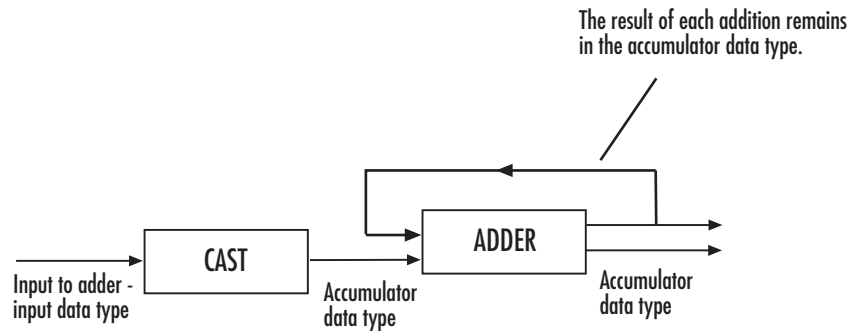 The result of each addition remains
in the accumulator data type.
CAST
ADDER
Input to adder -
input data type
Accumulator
data type
Accumulator
data type